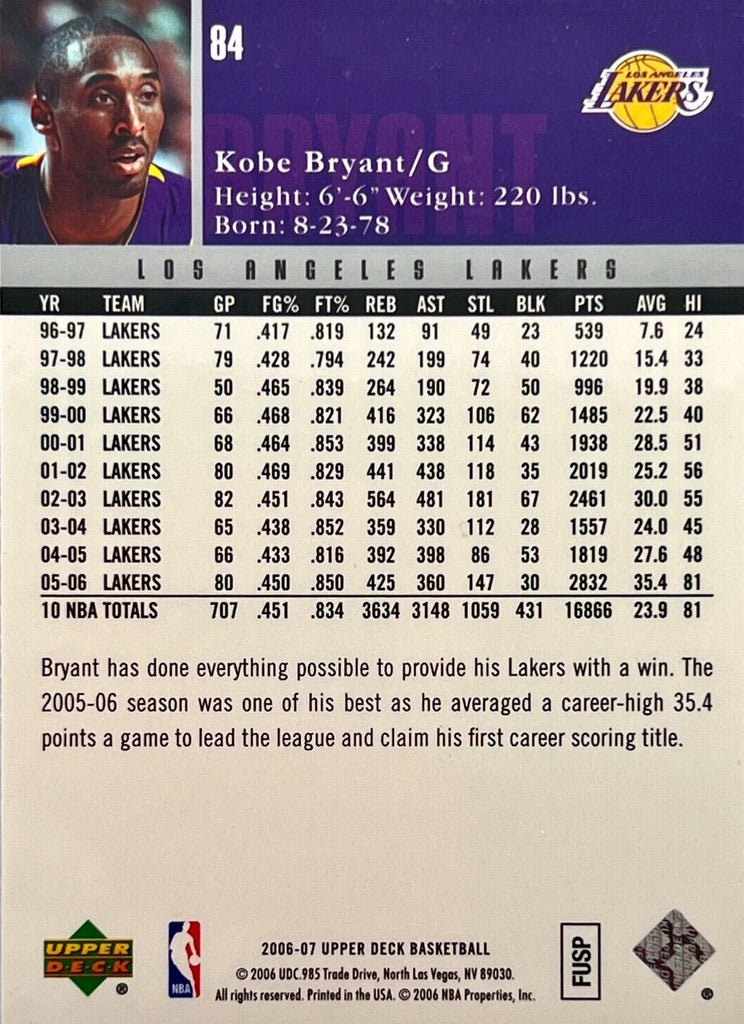 84
LOS ANGELES
LAKERS
BRYANT
Kobe Bryant/G
Height: 6'-6" Weight: 220 lbs.
Born: 8-23-78
LOS ANGELES LAKERS
YR TEAM GP FG% FT% REB AST STL BLK PTS AVG HI
96-97 LAKERS 71 .417 .819 132 91 49 23 539 7.6 24
97-98 LAKERS 79 .428 .794 242 199 74 40 1220 15.4 33
98-99 LAKERS 50 .465 .839 264 190 72 50 996 19.9 38
99-00 LAKERS 66 .468 .821 416 323 106 62 1485 22.5 40
00-01 LAKERS 68 .464 .853 399 338 114 43 1938 28.5 51
01-02 LAKERS 80 .469 .829 441 438 118 35 2019 25.2 56
02-03 LAKERS 82 .451 .843 564 481 181 67 2461 30.0 55
03-04 LAKERS 65 .438 .852 359 330 112 28 1557 24.0 45
04-05 LAKERS 66 .433 .816 392 398 86 53 1819 27.6 48
05-06 LAKERS 80 .450 .850 425 360 147 30 2832 35.4 81
10 NBA TOTALS 707 .451 .834 3634 3148 1059 431 16866 23.9 81
Bryant has done everything possible to provide his Lakers with a win. The
2005-06 season was one of his best as he averaged a career-high 35.4
points a game to lead the league and claim his first career scoring title.
UPPER
D·E·C·K
®
NBA
2006-07 UPPER DECK BASKETBALL
© 2006 UDC. 985 Trade Drive, North Las Vegas, NV 89030.
All rights reserved. Printed in the USA. © 2006 NBA Properties, Inc.
FUSP
®